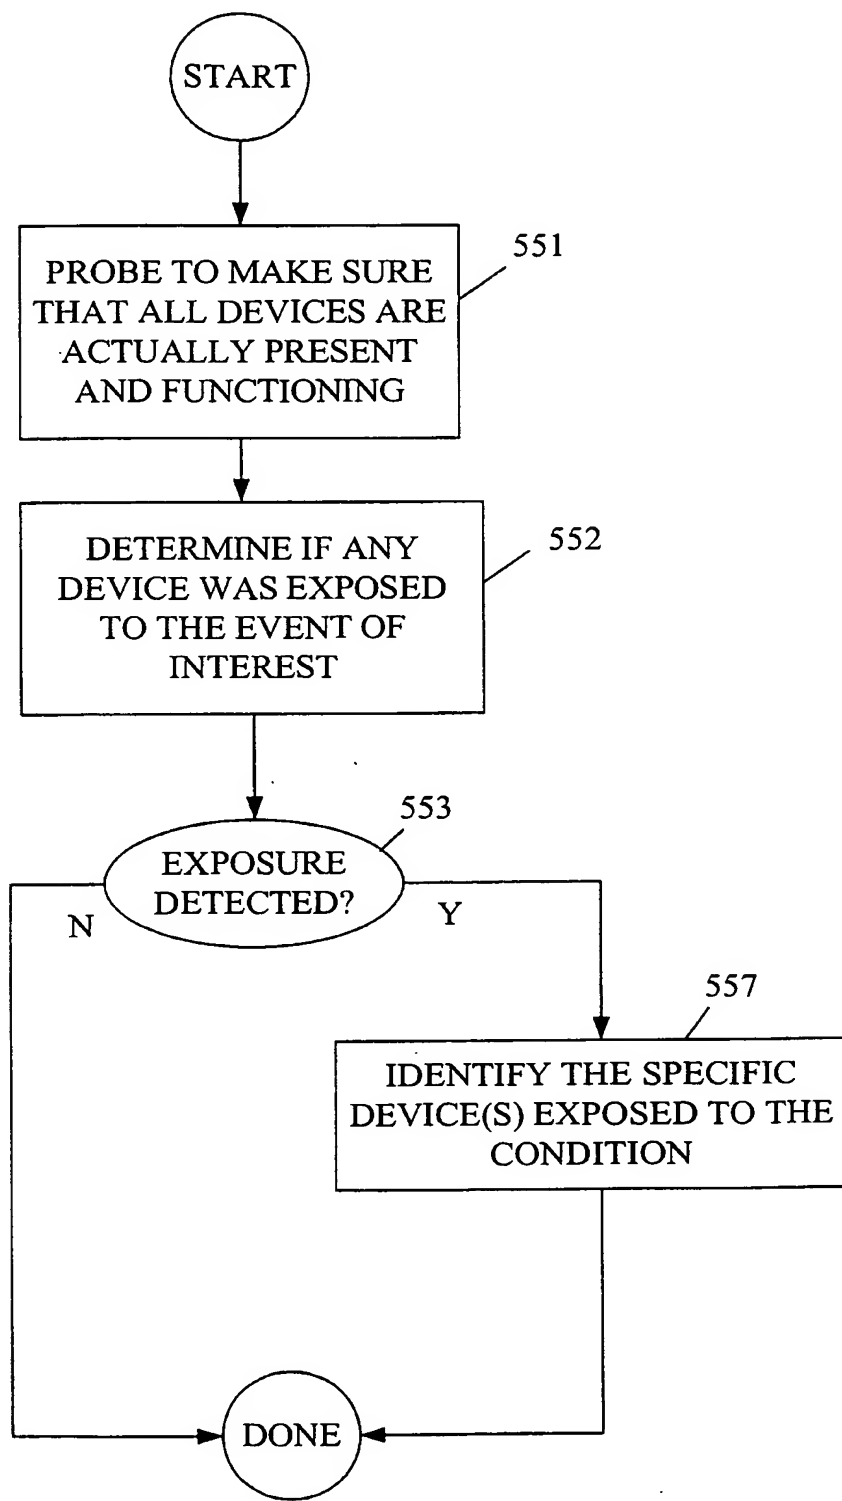 START
551
PROBE TO MAKE SURE
THAT ALL DEVICES ARE
ACTUALLY PRESENT
AND FUNCTIONING
552
DETERMINE IF ANY
DEVICE WAS EXPOSED
TO THE EVENT OF
INTEREST
553
EXPOSURE
DETECTED?
N
Y
557
IDENTIFY THE SPECIFIC
DEVICE(S) EXPOSED TO THE
CONDITION
DONE